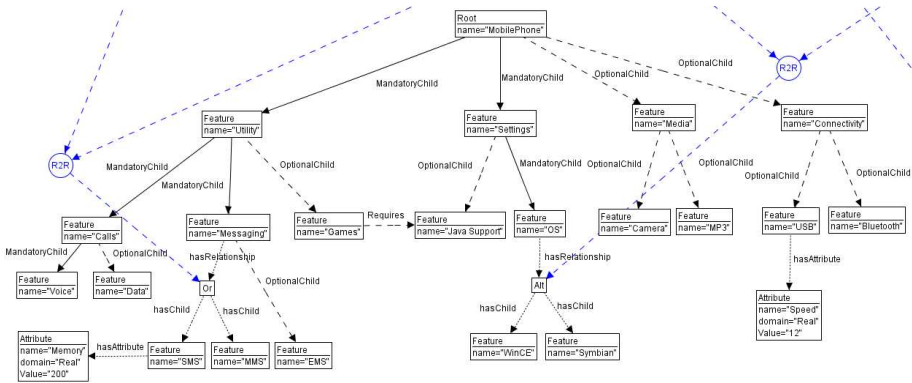 Root
name="MobilePhone"
R2R
MandatoryChild
MandatoryChild
OptionalChild
OptionalChild
Feature
name="Utility"
Feature
name="Settings"
Feature
name="Media"
Feature
name="Connectivity"
R2R
MandatoryChild
MandatoryChild
OptionalChild
OptionalChild
MandatoryChild
OptionalChild
OptionalChild
OptionalChild
OptionalChild
Feature
name="Calls"
Feature
name="Messaging"
Feature
name="Games"
Requires
Feature
name="Java Support"
Feature
name="OS"
Feature
name="Camera"
Feature
name="MP3"
Feature
name="USB"
Feature
name="Bluetooth"
MandatoryChild
OptionalChild
hasRelationship
OptionalChild
hasRelationship
hasAttribute
Feature
name="Voice"
Feature
name="Data"
Or
Alt
hasChild
hasChild
hasChild
hasChild
Attribute
name="Speed"
domain="Real"
Value="12"
Attribute
name="Memory"
domain="Real"
Value="200"
hasAttribute
Feature
name="SMS"
Feature
name="MMS"
Feature
name="EMS"
Feature
name="WinCE"
Feature
name="Symbian"